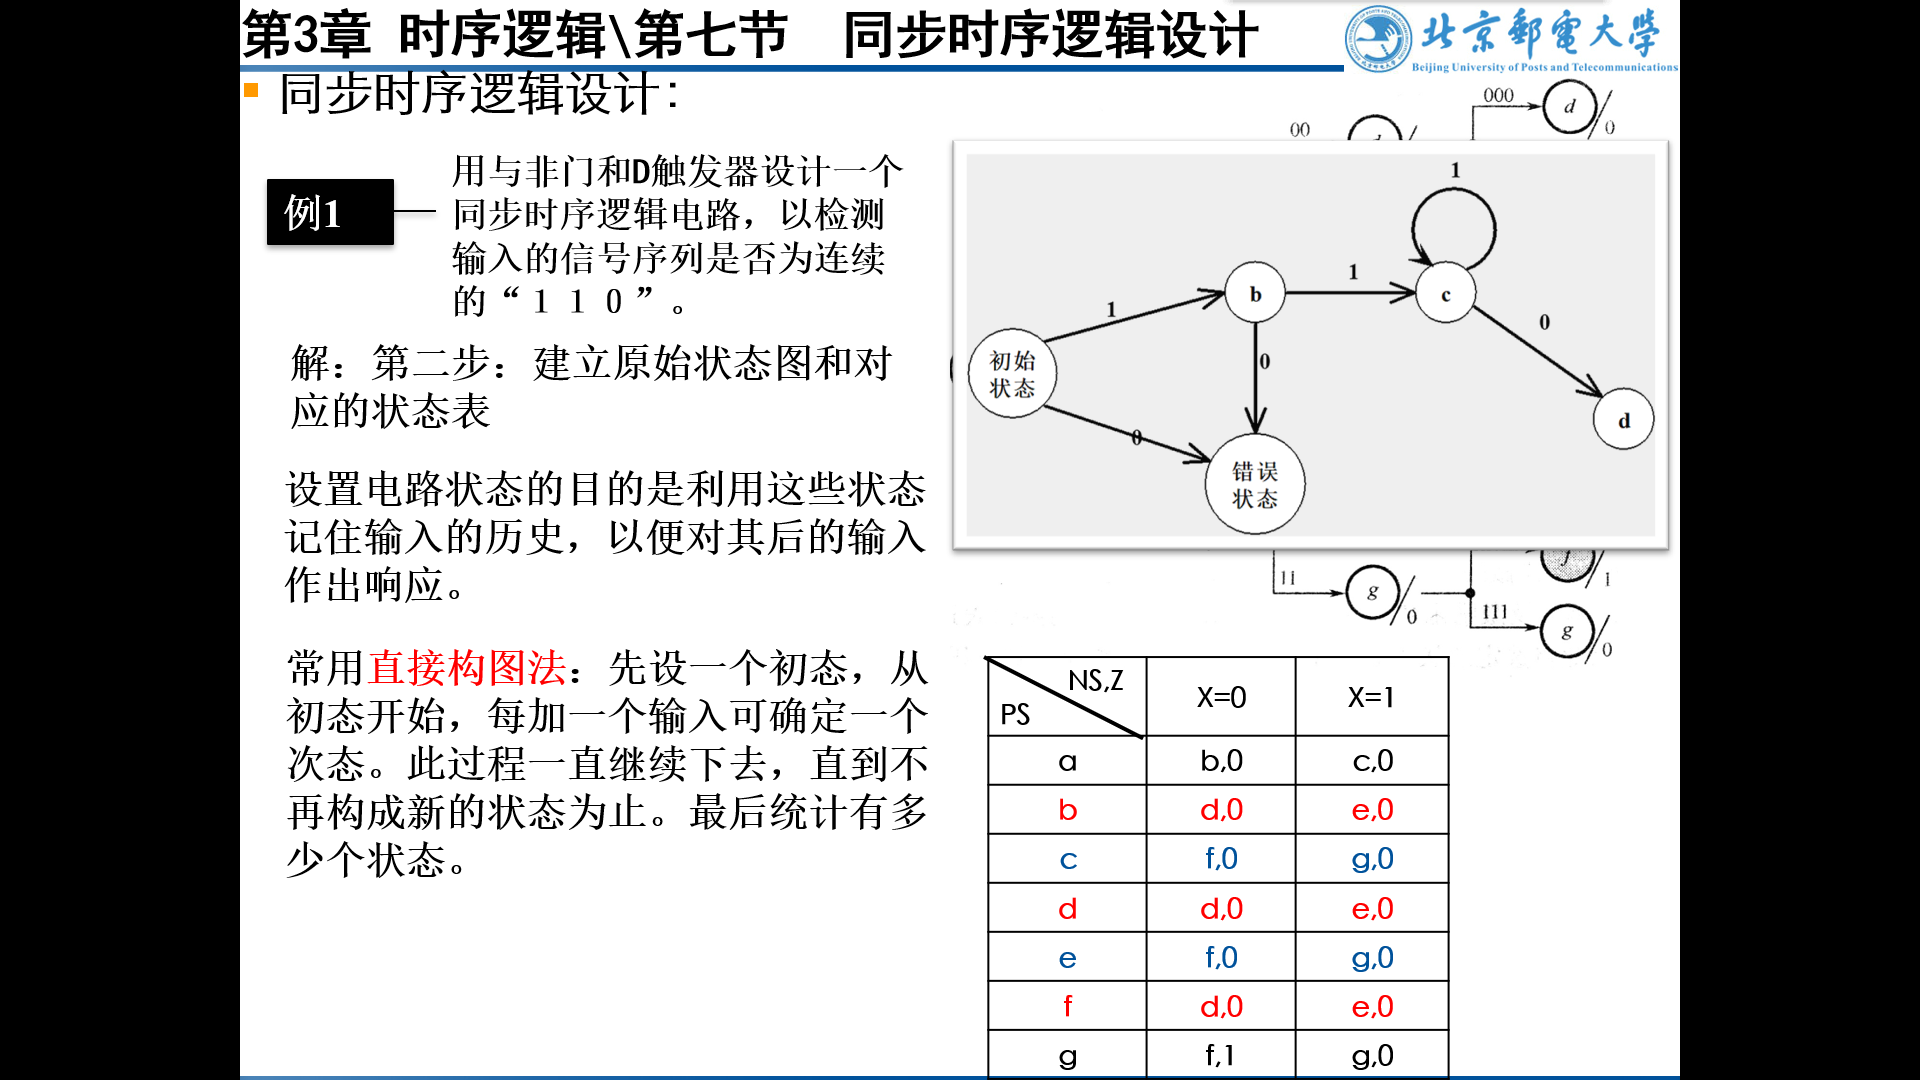 第3章 时序逻辑\第七节 同步时序逻辑设计
北京邮电大学
Beijing University of Posts and Telecommunications
同步时序逻辑设计:
例1
用与非门和D触发器设计一个
同步时序逻辑电路，以检测
输入的信号序列是否为连续
的“１１０”。
解：第二步：建立原始状态图和对
应的状态表
设置电路状态的目的是利用这些状态
记住输入的历史，以便对其后的输入
作出响应。
常用直接构图法：先设一个初态，从
初态开始，每加一个输入可确定一个
次态。此过程一直继续下去，直到不
再构成新的状态为止。最后统计有多
少个状态。
000
d
0
00
1
b
1
c
1
0
0
初始
状态
0
d
错误
状态
f
1
11
g
0
111
g
0
NS,Z
PS
X=0
X=1
a b,0 c,0
b d,0 e,0
c f,0 g,0
d d,0 e,0
e f,0 g,0
f d,0 e,0
g f,1 g,0